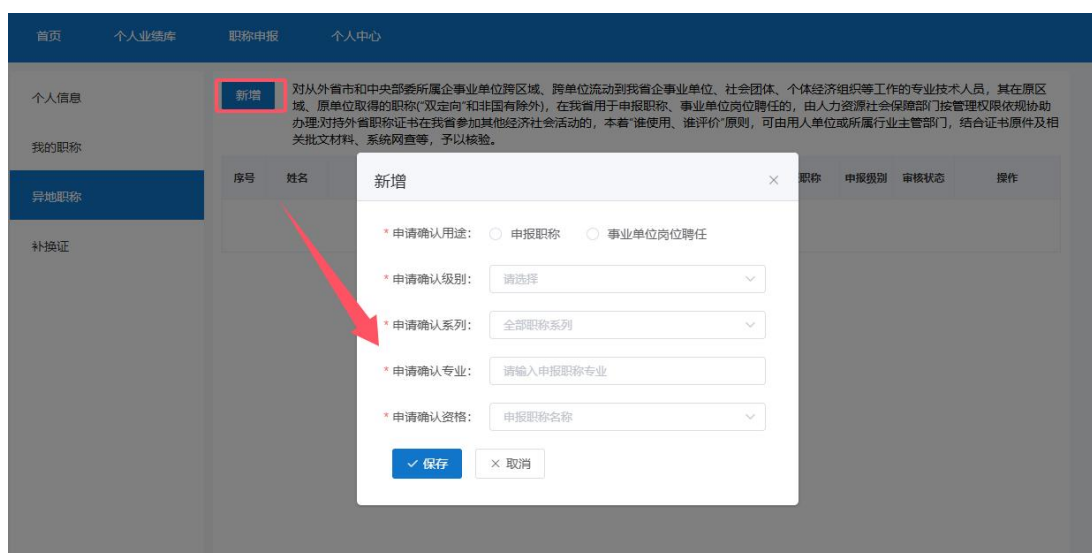 首页 个人业绩库 职称申报 个人中心
个人信息
我的职称
异地职称
补换证
新增
对从外省市和中央部委所属企事业单位跨区域、跨单位流动到我省企事业单位、社会团体、个体经济组织等工作的专业技术人员，其在原区
域、原单位取得的职称("双定向"和非国有除外)，在我省用于申报职称、事业单位岗位聘任的，由人力资源社会保障部门按管理权限依规协助
办理;对持外省职称证书在我省参加其他经济社会活动的，本着"谁使用、谁评价"原则，可由用人单位或所属行业主管部门，结合证书原件及相
关批文材料、系统网查等，予以核验。
序号 姓名 职称 申报级别 审核状态 操作
新增 ×
* 申请确认用途： 申报职称 事业单位岗位聘任
* 申请确认级别： 请选择
* 申请确认系列： 全部职称系列
* 申请确认专业： 请输入申报职称专业
* 申请确认资格： 申报职称名称
✓ 保存 × 取消